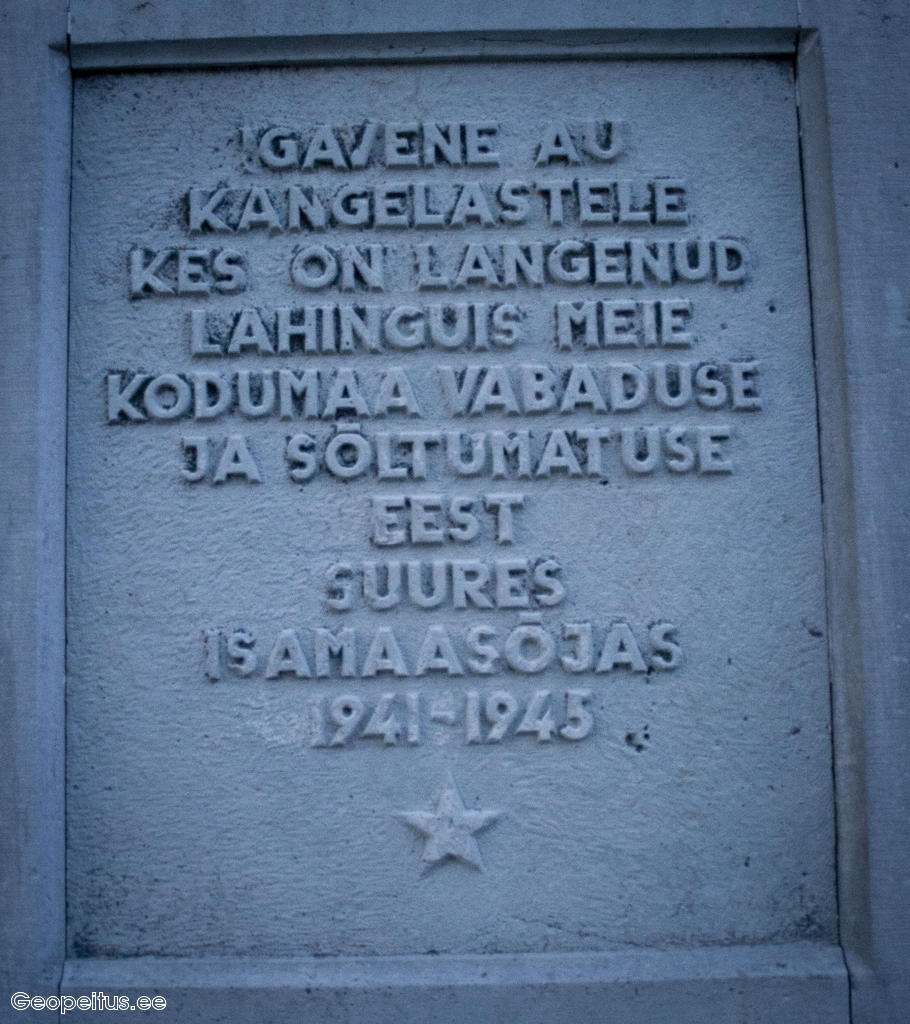 IGAVENE AU
KANGELASTELE
KES ON LANGENUD
LAHINGUIS MEIE
KODUMAA VABADUSE
JA SÕLTUMATUSE
EEST
SUURES
ISAMAASÕJAS
1941-1945
Geopeitus.ee